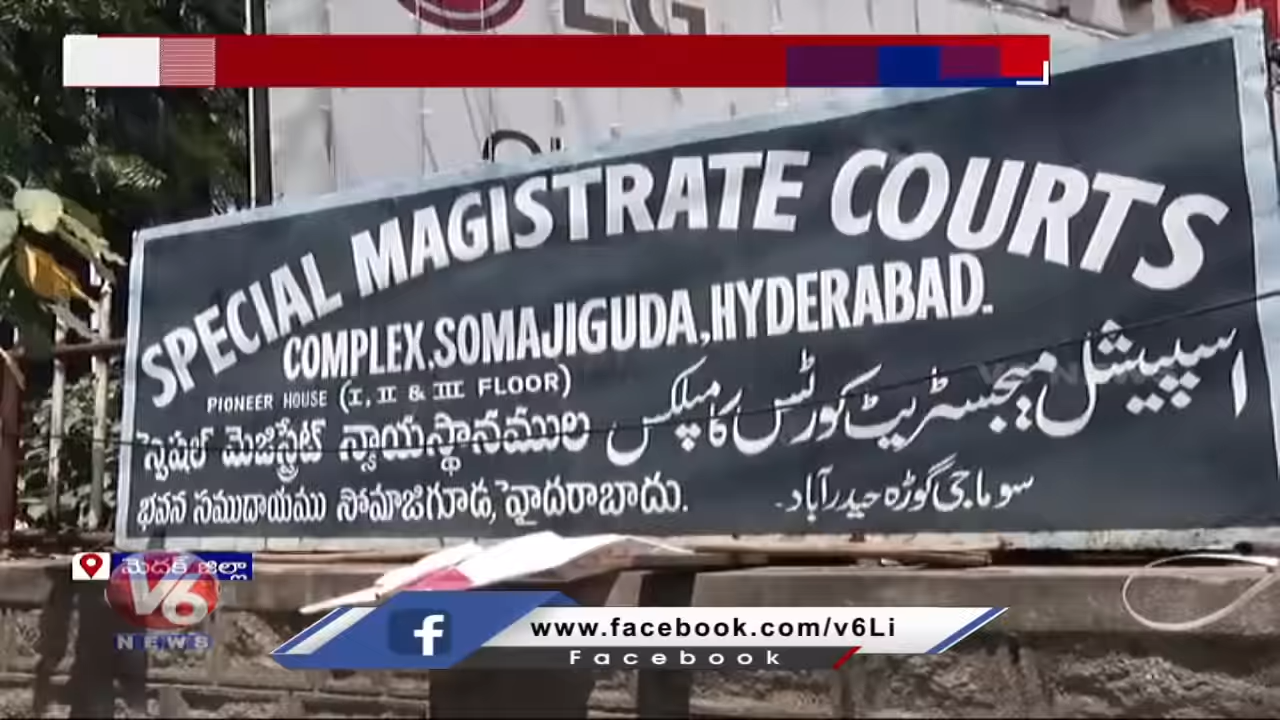 LG
SPECIAL MAGISTRATE COURTS
COMPLEX.SOMAJIGUDA,HYDERABAD.
PIONEER HOUSE (I, II & III FLOOR)
స్పెషల్ మెజిస్ట్రేట్ న్యాయస్థానముల
భవన సముదాయము సోమాజిగూడ, హైదరాబాదు.
اسپیشل میجسٹریٹ کورٹس کامپلکس
سوماجی گوڑہ حیدرآباد۔
మెదక్ జిల్లా
V6
NEWS
www.facebook.com/v6Li
Facebook